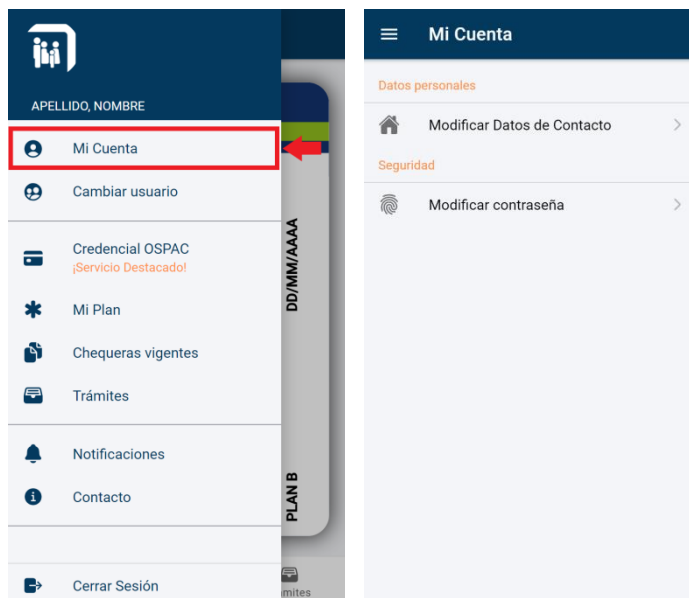 APELLIDO, NOMBRE
Mi Cuenta
Cambiar usuario
Credencial OSPAC
¡Servicio Destacado!
Mi Plan
Chequeras vigentes
Trámites
Notificaciones
Contacto
Cerrar Sesión
DD/MM/AAAA
PLAN B
mites
Mi Cuenta
Datos personales
Modificar Datos de Contacto
Seguridad
Modificar contraseña